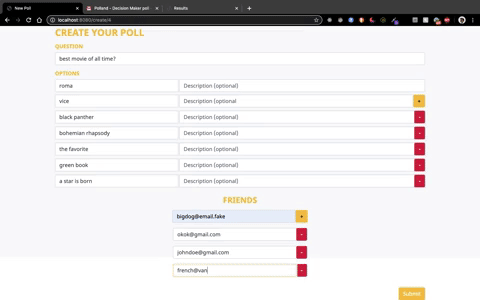 New Poll
Polland - Decision Maker poll
Results
localhost:8080/create/4
CREATE YOUR POLL
QUESTION
best movie of all time?
OPTIONS
roma Description (optional)
vice Description (optional
black panther Description (optional)
bohemian rhapsody Description (optional)
the favorite Description (optional)
green book Description (optional)
a star is born Description (optional)
FRIENDS
bigdog@email.fake
okok@gmail.com
johndoe@gmail.com
french@van
Submit